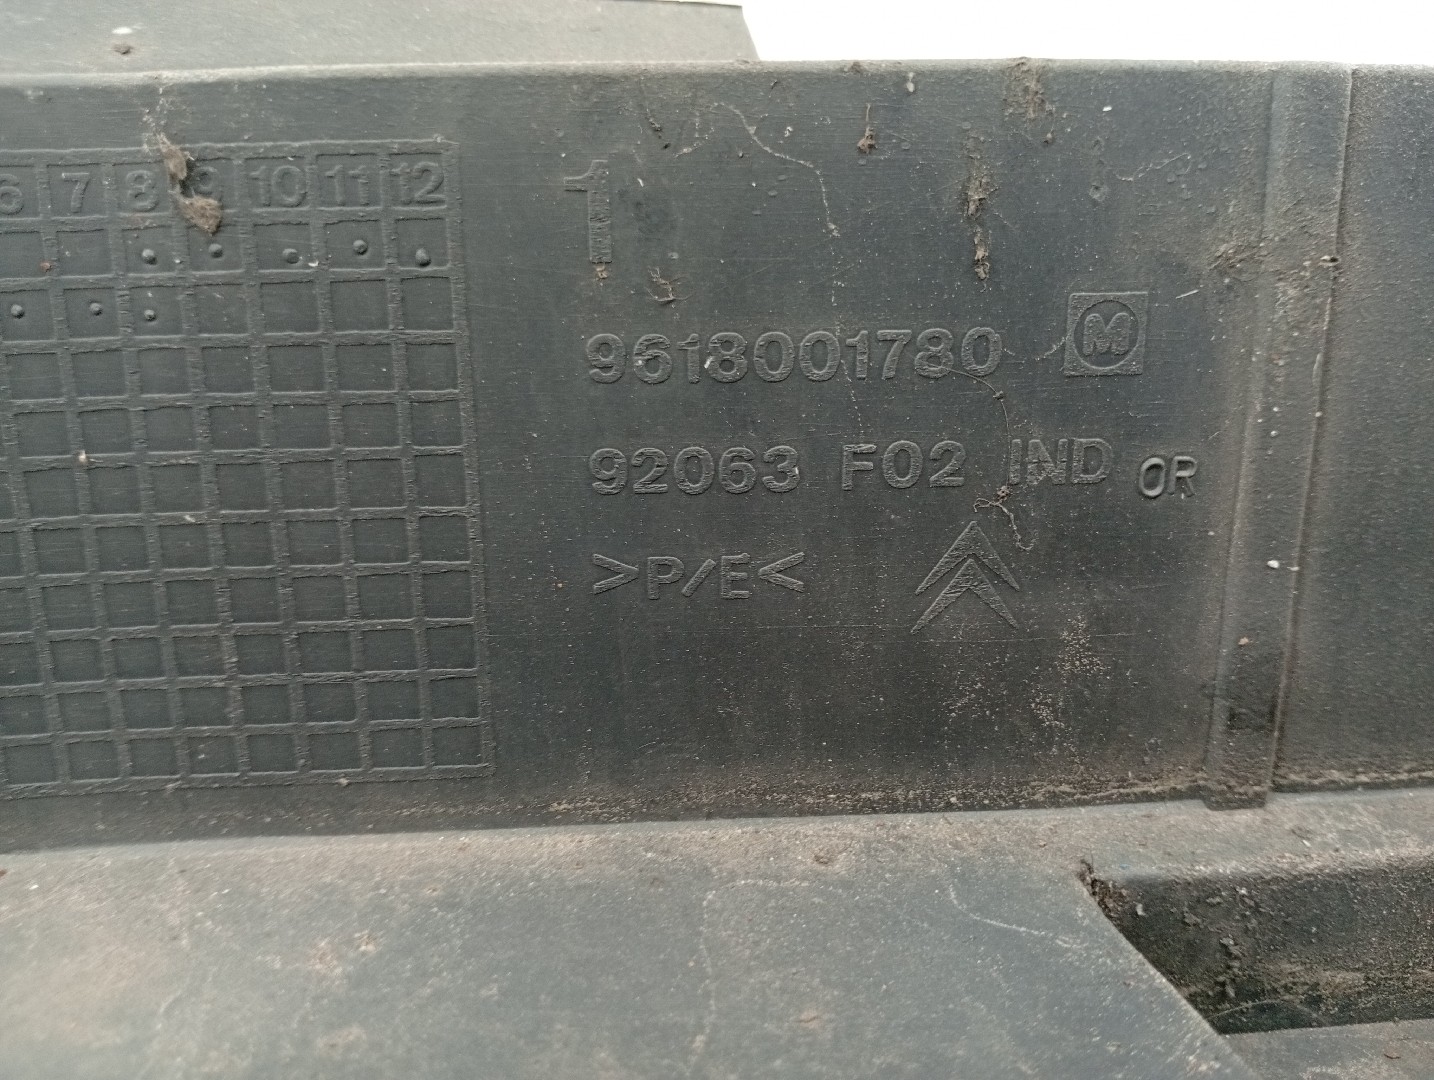 6 7 8 9 10 11 12
1
9618001780 M
92063 F02 IND OR
>P/E<